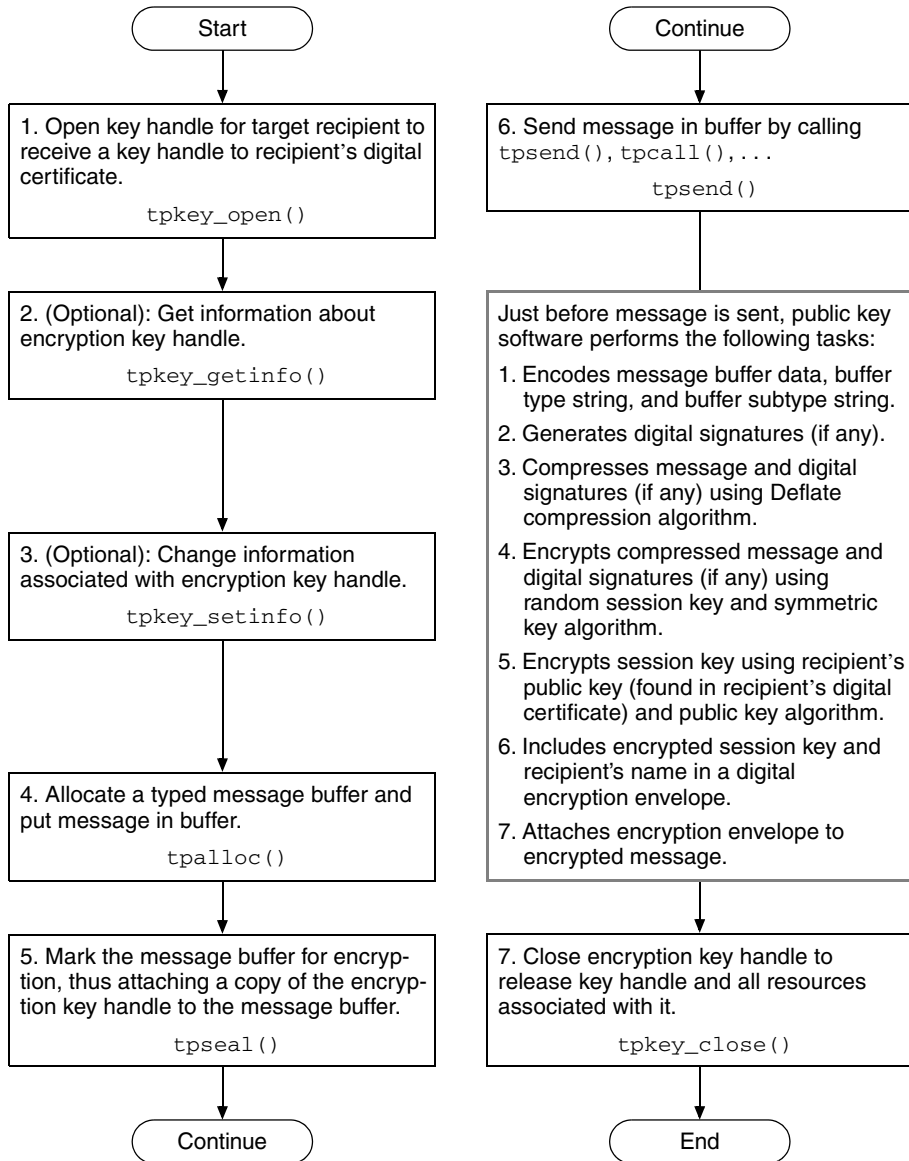 Start
1. Open key handle for target recipient to
receive a key handle to recipient's digital
certificate.
tpkey_open()
2. (Optional): Get information about
encryption key handle.
tpkey_getinfo()
3. (Optional): Change information
associated with encryption key handle.
tpkey_setinfo()
4. Allocate a typed message buffer and
put message in buffer.
tpalloc()
5. Mark the message buffer for encryp-
tion, thus attaching a copy of the encryp-
tion key handle to the message buffer.
tpseal()
Continue
Continue
6. Send message in buffer by calling
tpsend(), tpcall(), ...
tpsend()
Just before message is sent, public key
software performs the following tasks:
1. Encodes message buffer data, buffer
type string, and buffer subtype string.
2. Generates digital signatures (if any).
3. Compresses message and digital
signatures (if any) using Deflate
compression algorithm.
4. Encrypts compressed message and
digital signatures (if any) using
random session key and symmetric
key algorithm.
5. Encrypts session key using recipient's
public key (found in recipient's digital
certificate) and public key algorithm.
6. Includes encrypted session key and
recipient's name in a digital
encryption envelope.
7. Attaches encryption envelope to
encrypted message.
7. Close encryption key handle to
release key handle and all resources
associated with it.
tpkey_close()
End